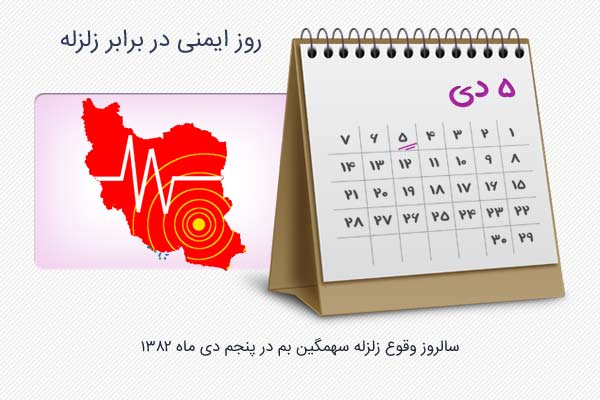 روز ایمنی در برابر زلزله
۵ دی
۱ ۲ ۳ ۴ ۵ ۶ ۷
۸ ۹ ۱۰ ۱۱ ۱۲ ۱۳ ۱۴
۱۵ ۱۶ ۱۷ ۱۸ ۱۹ ۲۰ ۲۱
۲۲ ۲۳ ۲۴ ۲۵ ۲۶ ۲۷ ۲۸
۲۹ ۳۰
سالروز وقوع زلزله سهمگین بم در پنجم دی ماه ۱۳۸۲